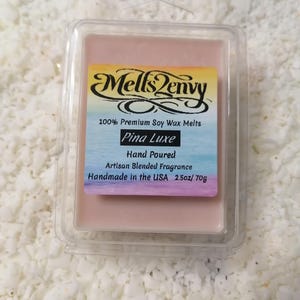 Melts2envy
100% Premium Soy Wax Melts
Pina Luxe
Hand Poured
Artisan Blended Fragrance
Handmade in the USA 2.5oz/ 70g